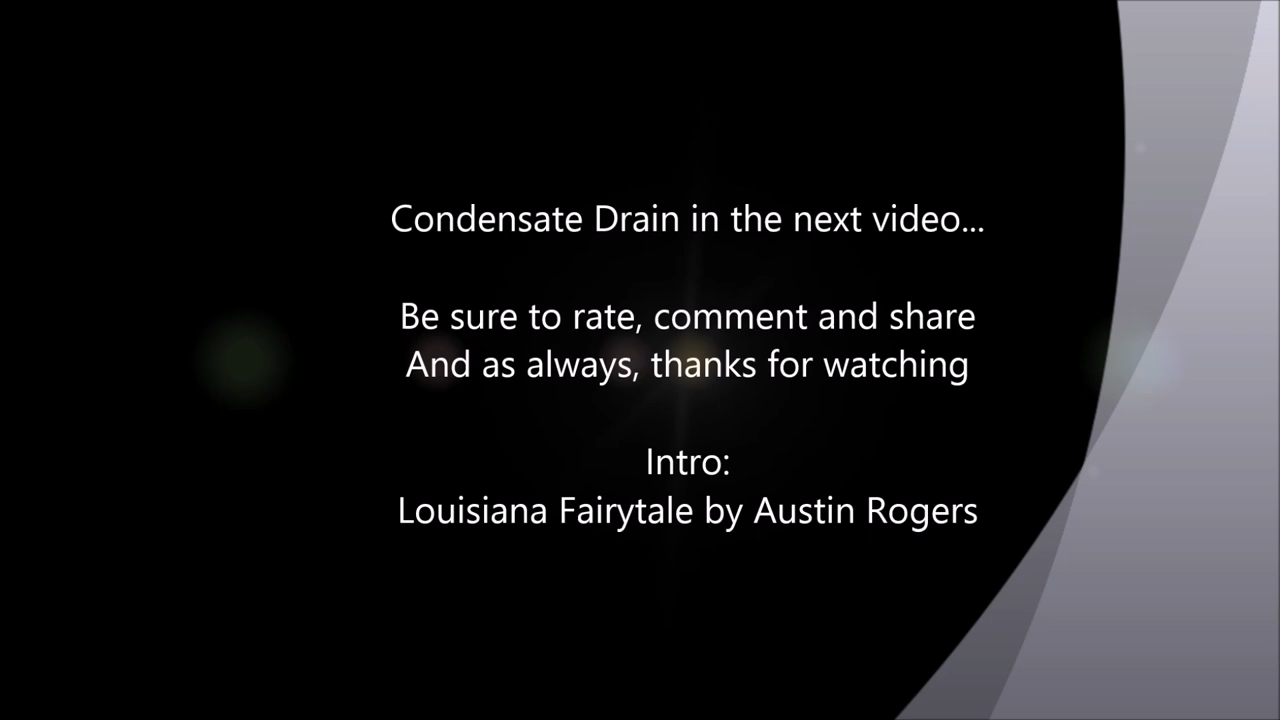 Condensate Drain in the next video...
Be sure to rate, comment and share
And as always, thanks for watching
Intro:
Louisiana Fairytale by Austin Rogers